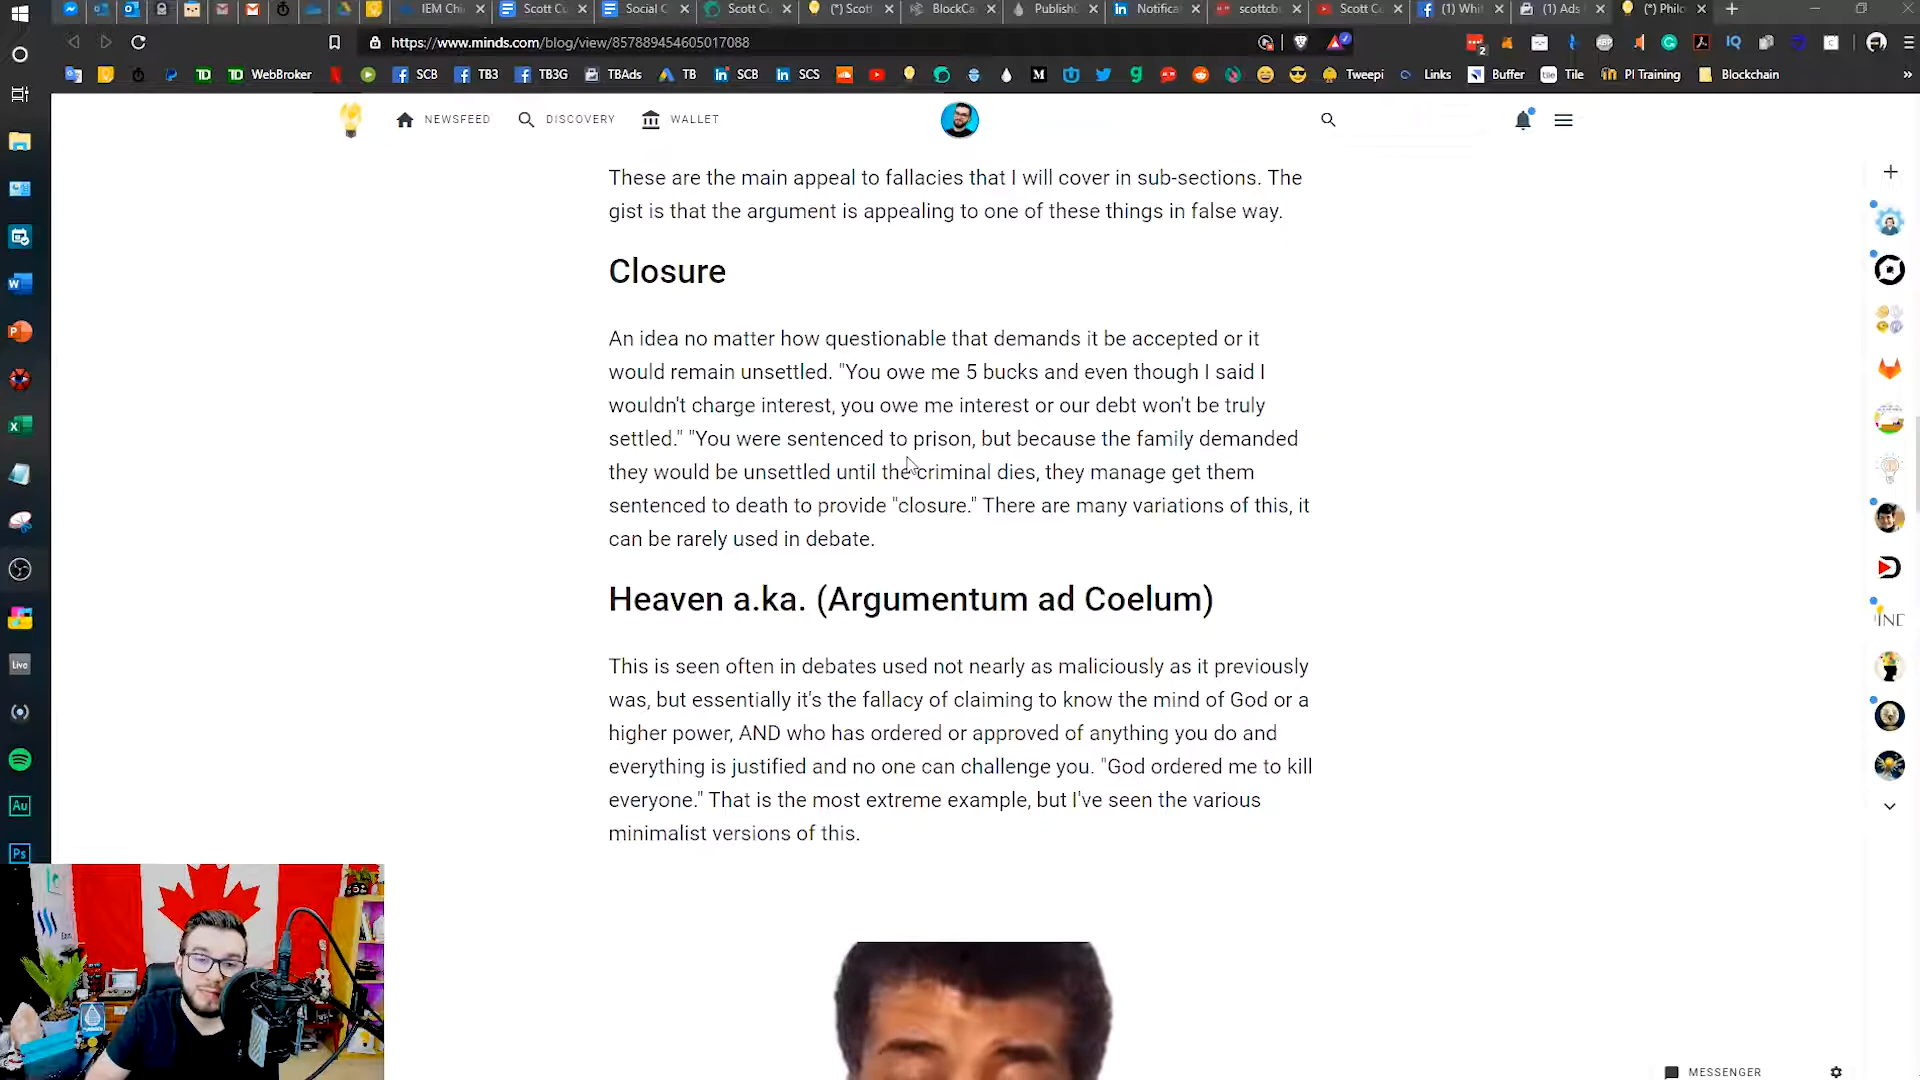 IEM Chi
Scott Cu
Social C
Scott Cu
(*) Scott
BlockCa
Publish
Notifica
scottcb
Scott Co
(1) Whi
(1) Ads
(*) Philo
https://www.minds.com/blog/view/857889454605017088
TD TD WebBroker SCB TB3 TB3G TBAds TB SCB SCS Tweepi Links Buffer Tile PI Training Blockchain
NEWSFEED DISCOVERY WALLET
These are the main appeal to fallacies that I will cover in sub-sections. The
gist is that the argument is appealing to one of these things in false way.
Closure
An idea no matter how questionable that demands it be accepted or it
would remain unsettled. "You owe me 5 bucks and even though I said I
wouldn't charge interest, you owe me interest or our debt won't be truly
settled." "You were sentenced to prison, but because the family demanded
they would be unsettled until the criminal dies, they manage get them
sentenced to death to provide "closure." There are many variations of this, it
can be rarely used in debate.
Heaven a.ka. (Argumentum ad Coelum)
This is seen often in debates used not nearly as maliciously as it previously
was, but essentially it's the fallacy of claiming to know the mind of God or a
higher power, AND who has ordered or approved of anything you do and
everything is justified and no one can challenge you. "God ordered me to kill
everyone." That is the most extreme example, but I've seen the various
minimalist versions of this.
Live
Au
Ps
MESSENGER